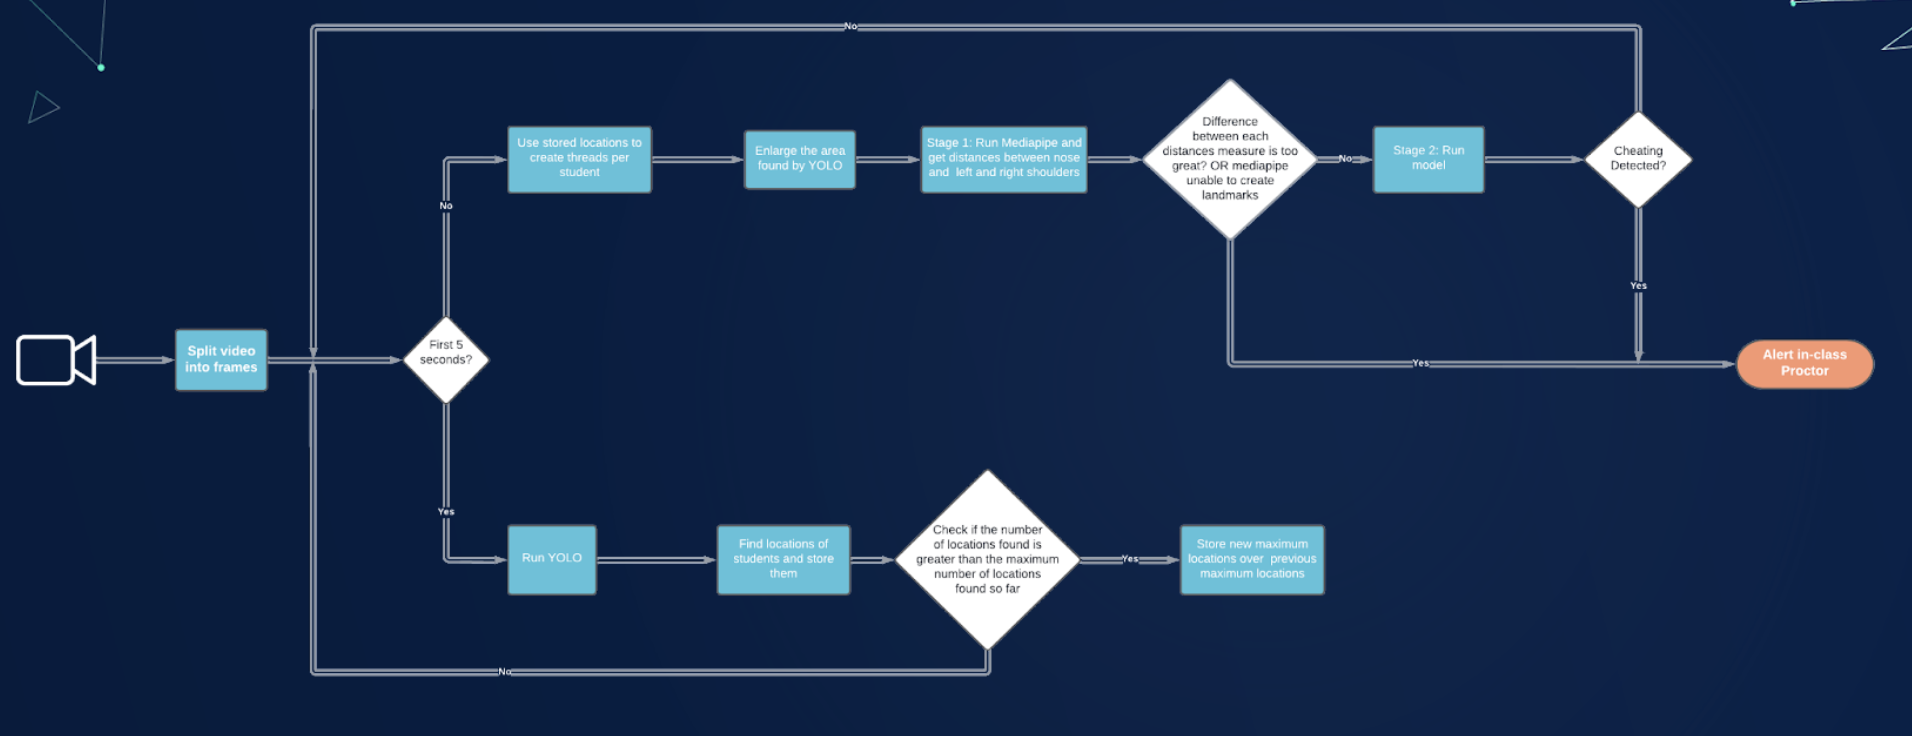 No
Use stored locations to
create threads per
student
Enlarge the area
found by YOLO
Stage 1: Run Mediapipe and
get distances between nose
and left and right shoulders
Difference
between each
distances measure is too
great? OR mediapipe
unable to create
landmarks
No
Stage 2: Run
model
Cheating
Detected?
No
Yes
Split video
into frames
First 5
seconds?
Yes
Alert in-class
Proctor
Yes
Run YOLO
Find locations of
students and store
them
Check if the number
of locations found is
greater than the maximum
number of locations
found so far
Yes
Store new maximum
locations over previous
maximum locations
No